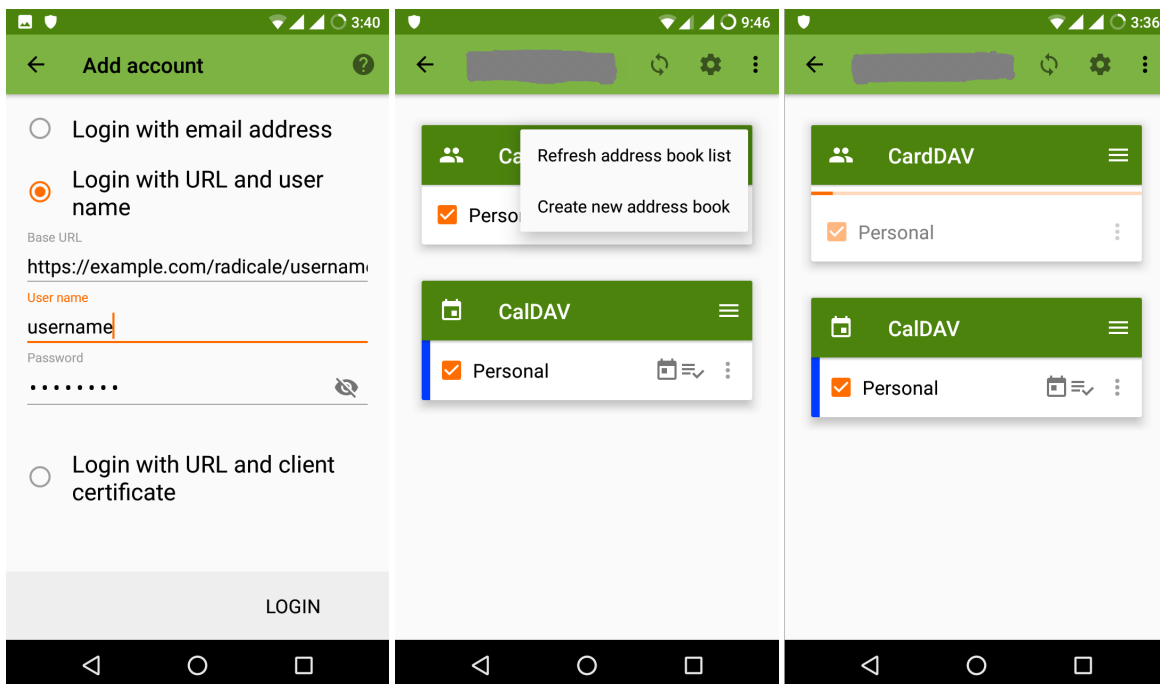 3:40
Add account
Login with email address
Login with URL and user
name
Base URL
https://example.com/radicale/username
User name
username
Password
Login with URL and client
certificate
LOGIN
9:46
Ca
Refresh address book list
Create new address book
Perso
CalDAV
Personal
3:36
CardDAV
Personal
CalDAV
Personal